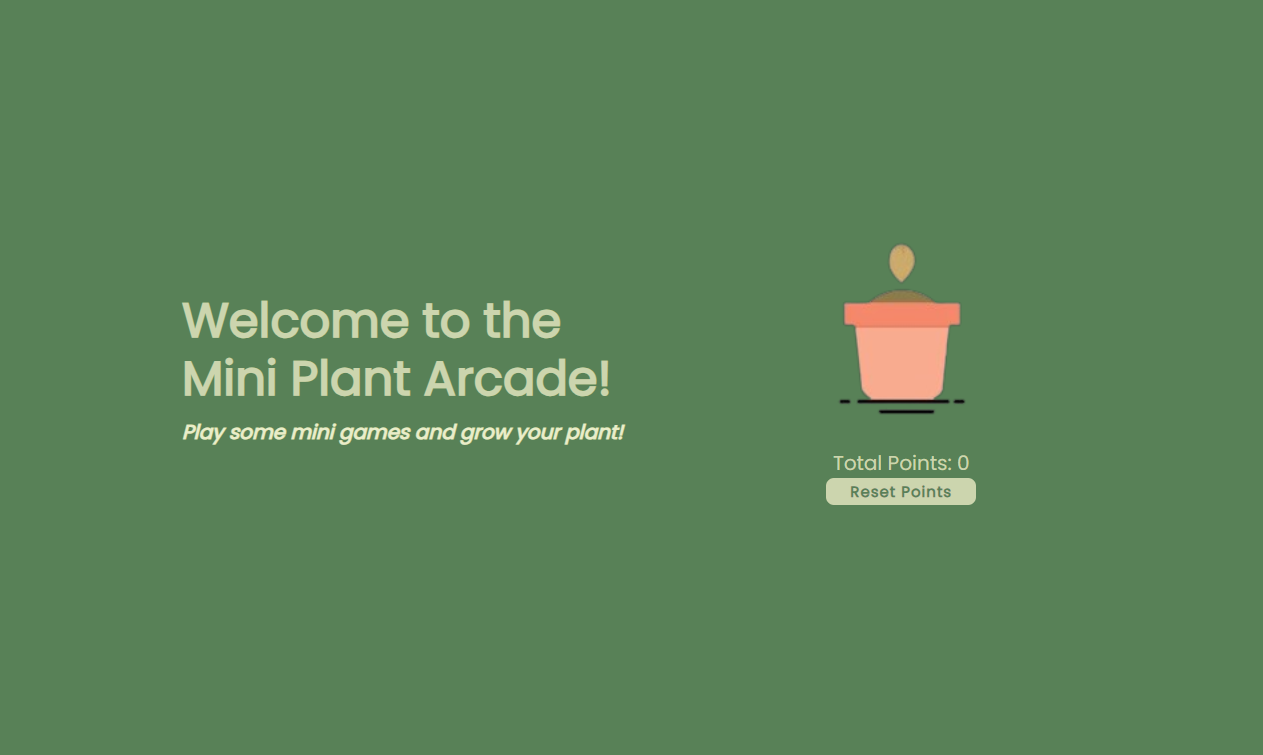 Welcome to the
Mini Plant Arcade!
Play some mini games and grow your plant!
Total Points: 0
Reset Points